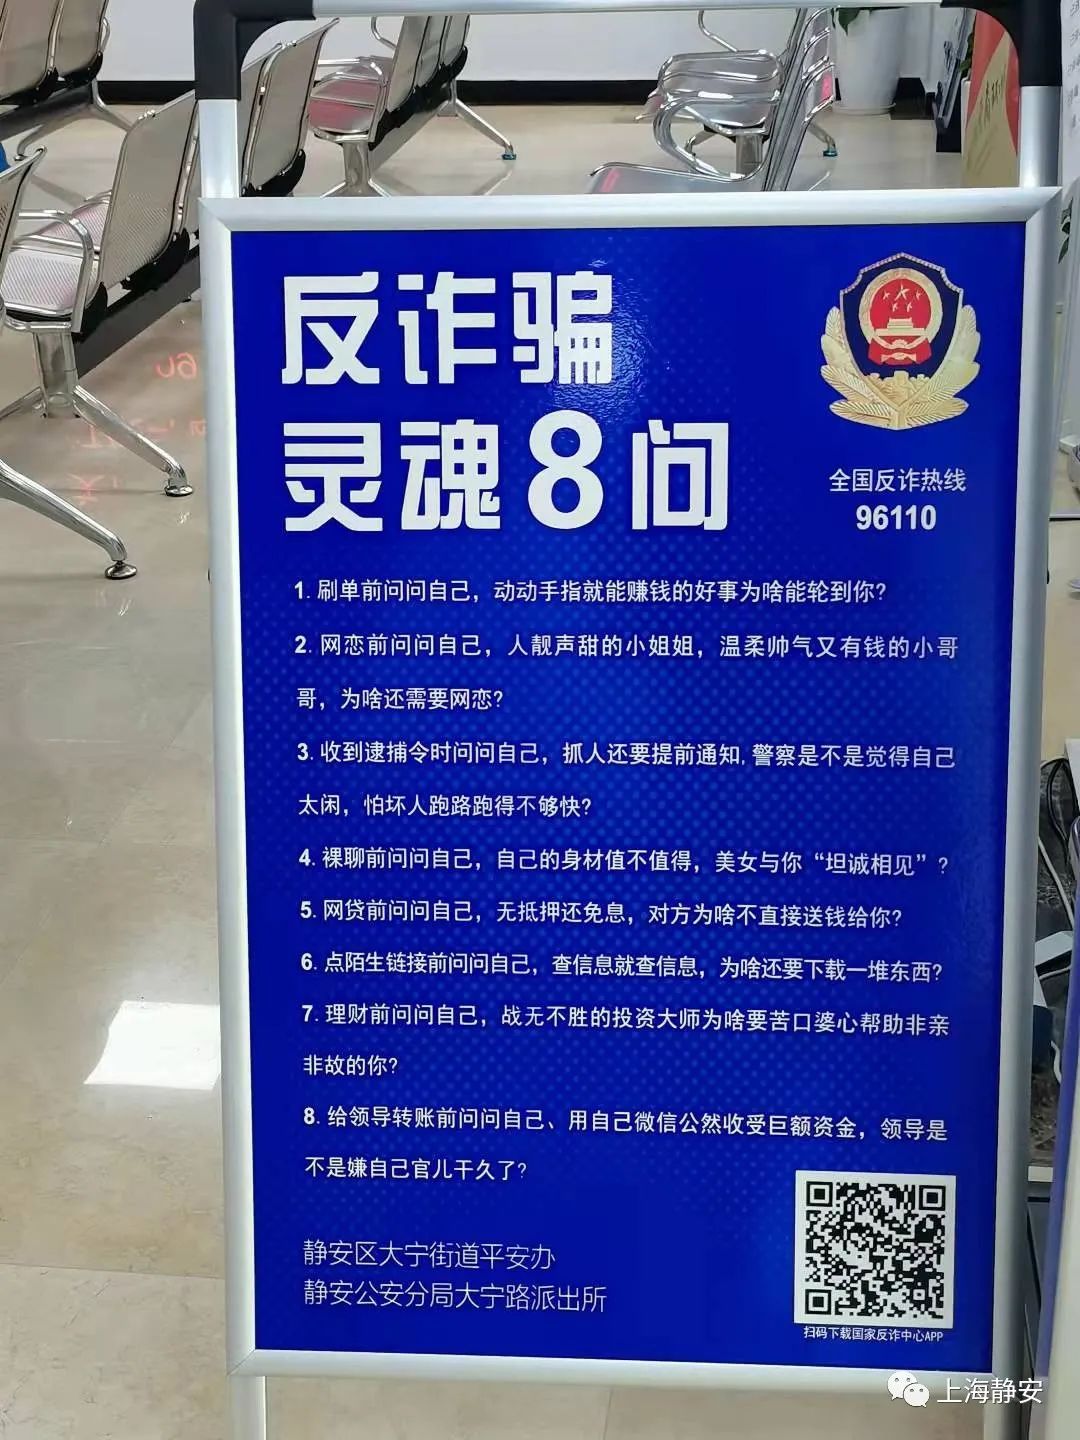 反诈骗
灵魂8问
全国反诈热线
96110
1. 刷单前问问自己，动动手指就能赚钱的好事为啥能轮到你?
2. 网恋前问问自己，人靓声甜的小姐姐，温柔帅气又有钱的小哥
哥，为啥还需要网恋?
3. 收到逮捕令时问问自己，抓人还要提前通知,警察是不是觉得自己
太闲，怕坏人跑路跑得不够快?
4. 裸聊前问问自己，自己的身材值不值得，美女与你“坦诚相见”?
5. 网贷前问问自己，无抵押还免息，对方为啥不直接送钱给你?
6. 点陌生链接前问问自己，查信息就查信息，为啥还要下载一堆东西?
7. 理财前问问自己，战无不胜的投资大师为啥要苦口婆心帮助非亲
非故的你?
8. 给领导转账前问问自己、用自己微信公然收受巨额资金，领导是
不是嫌自己官儿干久了?
静安区大宁街道平安办
静安公安分局大宁路派出所
扫码下载国家反诈中心APP
上海静安